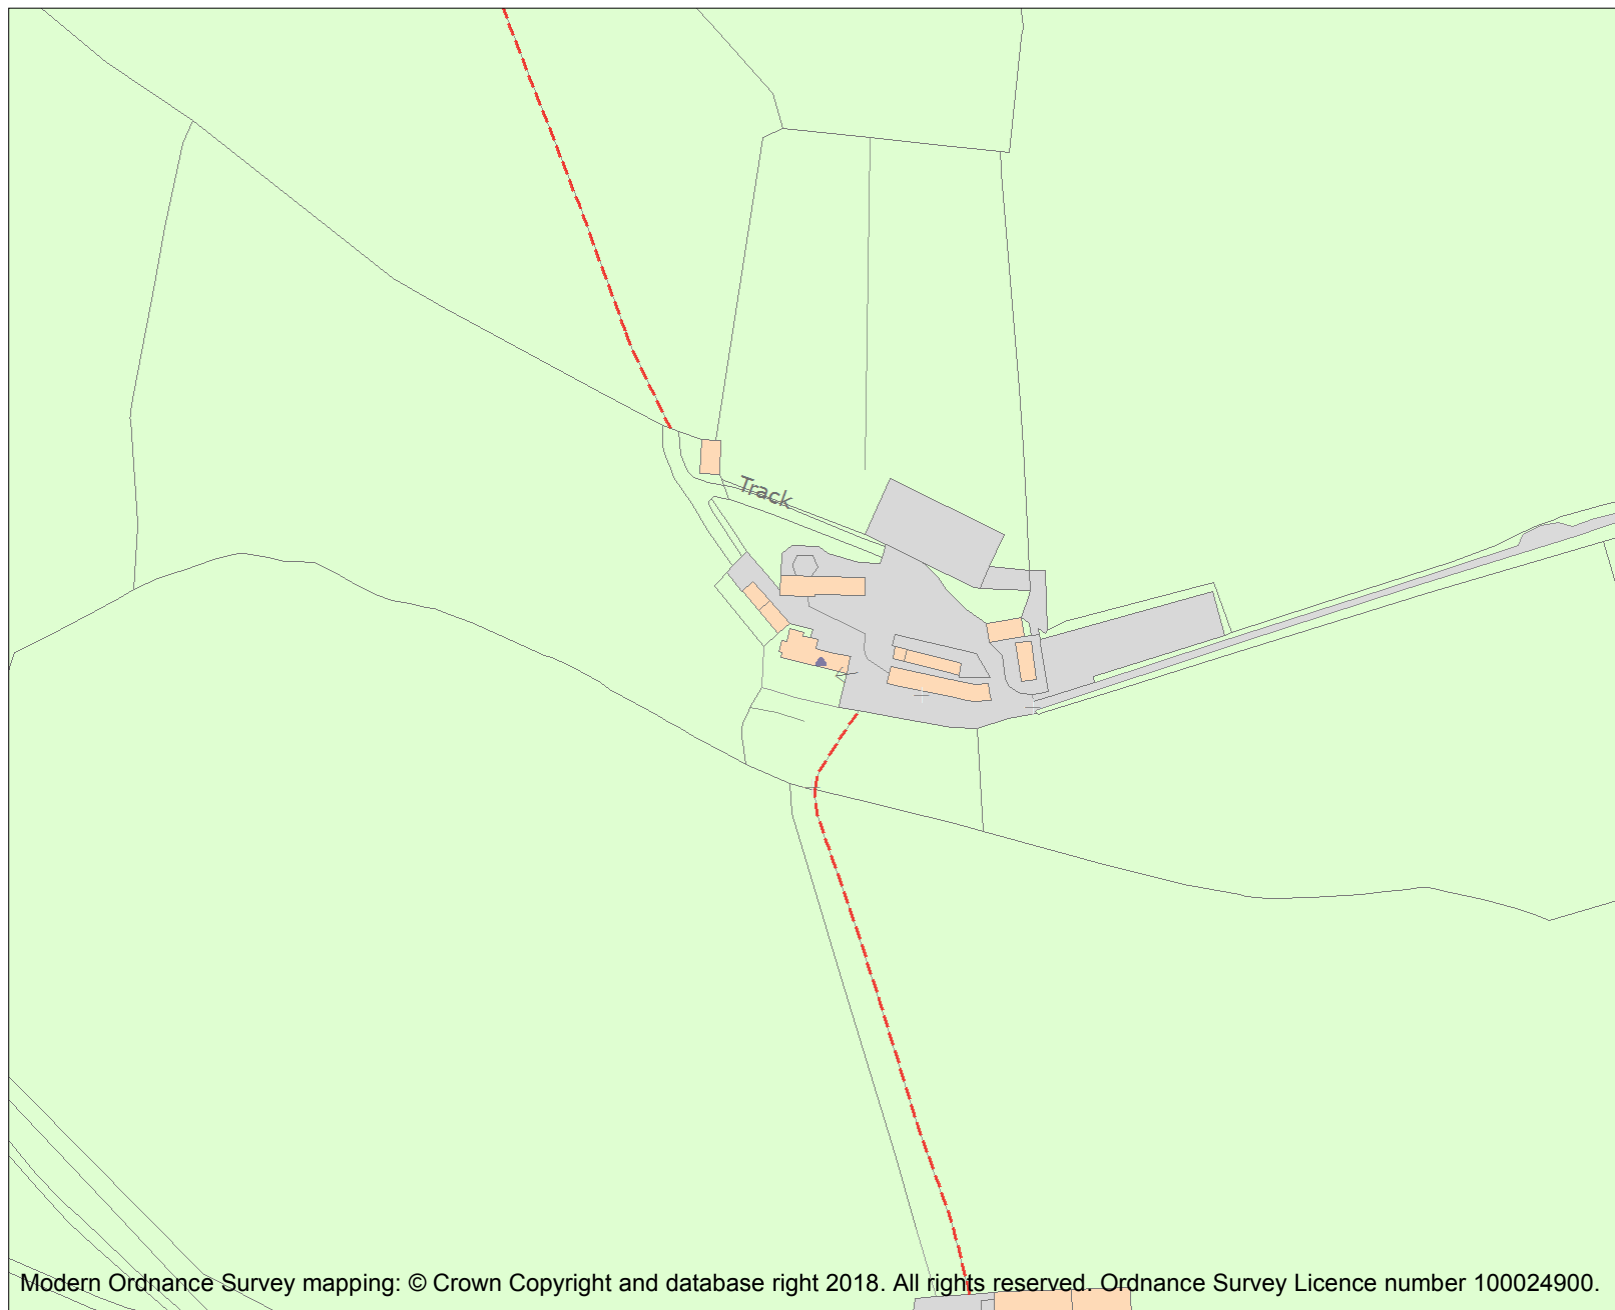 Track
Modern Ordnance Survey mapping: © Crown Copyright and database right 2018. All rights reserved. Ordnance Survey Licence number 100024900.